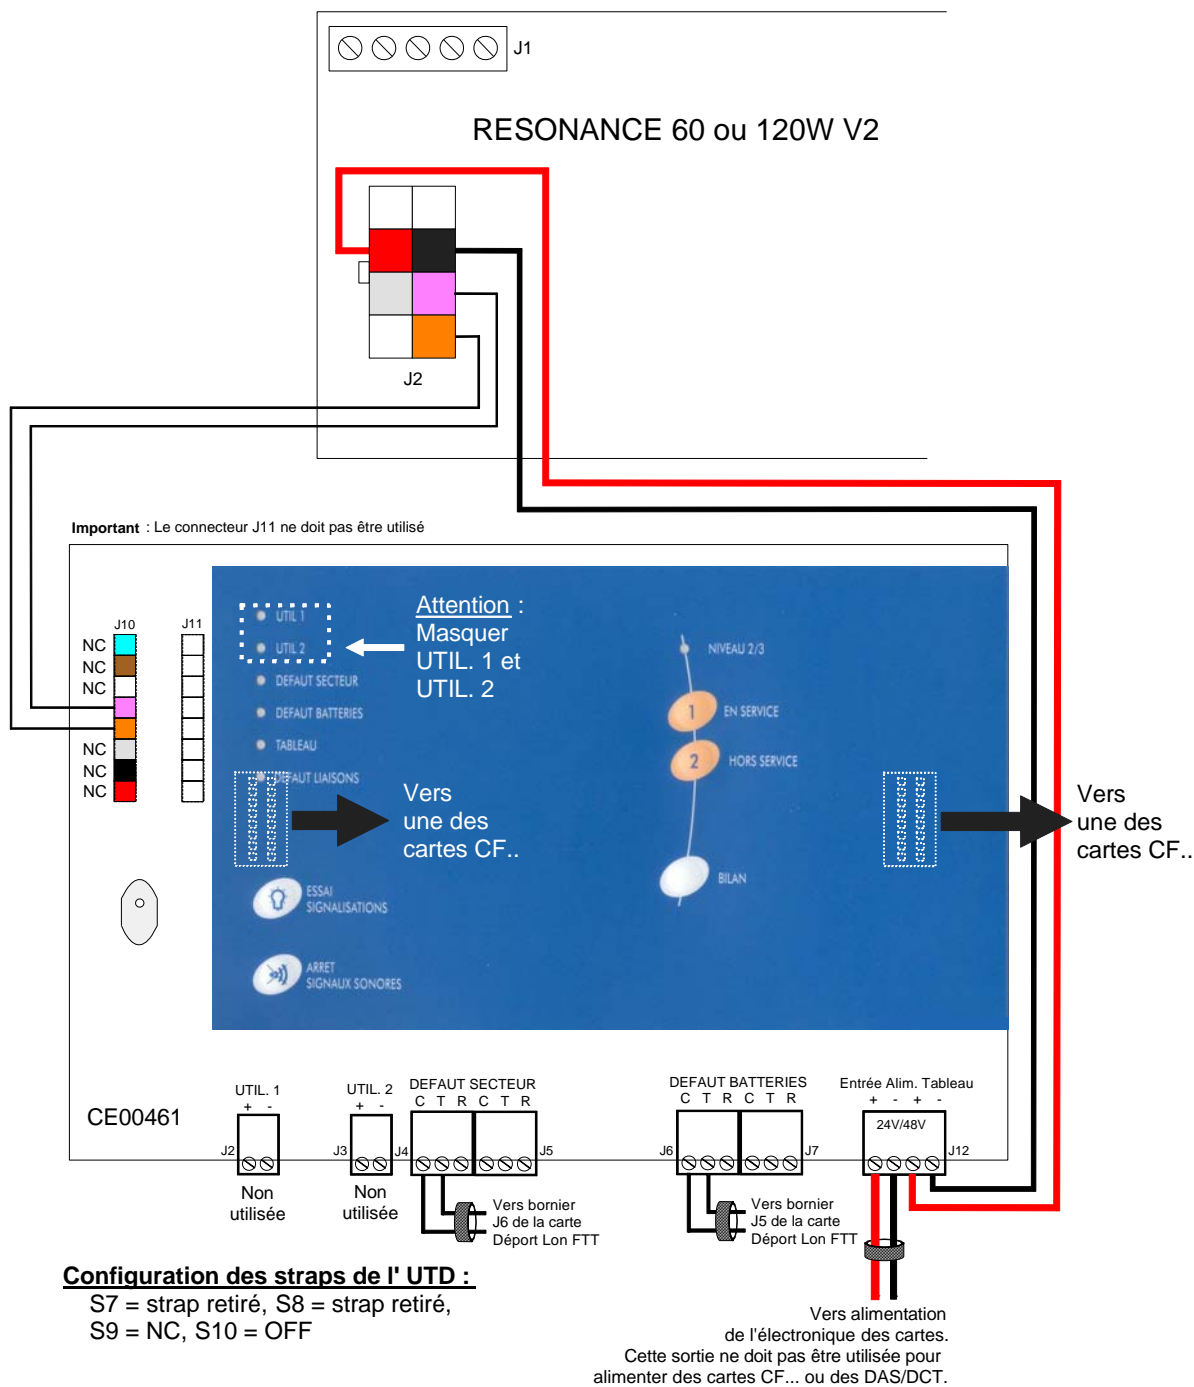 J1
RESONANCE 60 ou 120W V2
J2
Important : Le connecteur J11 ne doit pas être utilisé
J10
J11
NC
NC
NC
NC
NC
NC
UTIL 1
UTIL 2
DEFAUT SECTEUR
DEFAUT BATTERIES
TABLEAU
DEFAUT LIAISONS
Attention :
Masquer
UTIL. 1 et
UTIL. 2
NIVEAU 2/3
1
EN SERVICE
2
HORS SERVICE
Vers
une des
cartes CF..
Vers
une des
cartes CF..
BILAN
ESSAI
SIGNALISATIONS
ARRET
SIGNAUX SONORES
CE00461
UTIL. 1
+ -
J2
Non
utilisée
UTIL. 2
+ -
J3
Non
utilisée
DEFAUT SECTEUR
C T R C T R
J4
J5
Vers bornier
J6 de la carte
Déport Lon FTT
DEFAUT BATTERIES
C T R C T R
J6
J7
Vers bornier
J5 de la carte
Déport Lon FTT
Entrée Alim. Tableau
+ - + -
24V/48V
J12
Configuration des straps de l' UTD :
S7 = strap retiré, S8 = strap retiré,
S9 = NC, S10 = OFF
Vers alimentation
de l'électronique des cartes.
Cette sortie ne doit pas être utilisée pour
alimenter des cartes CF... ou des DAS/DCT.